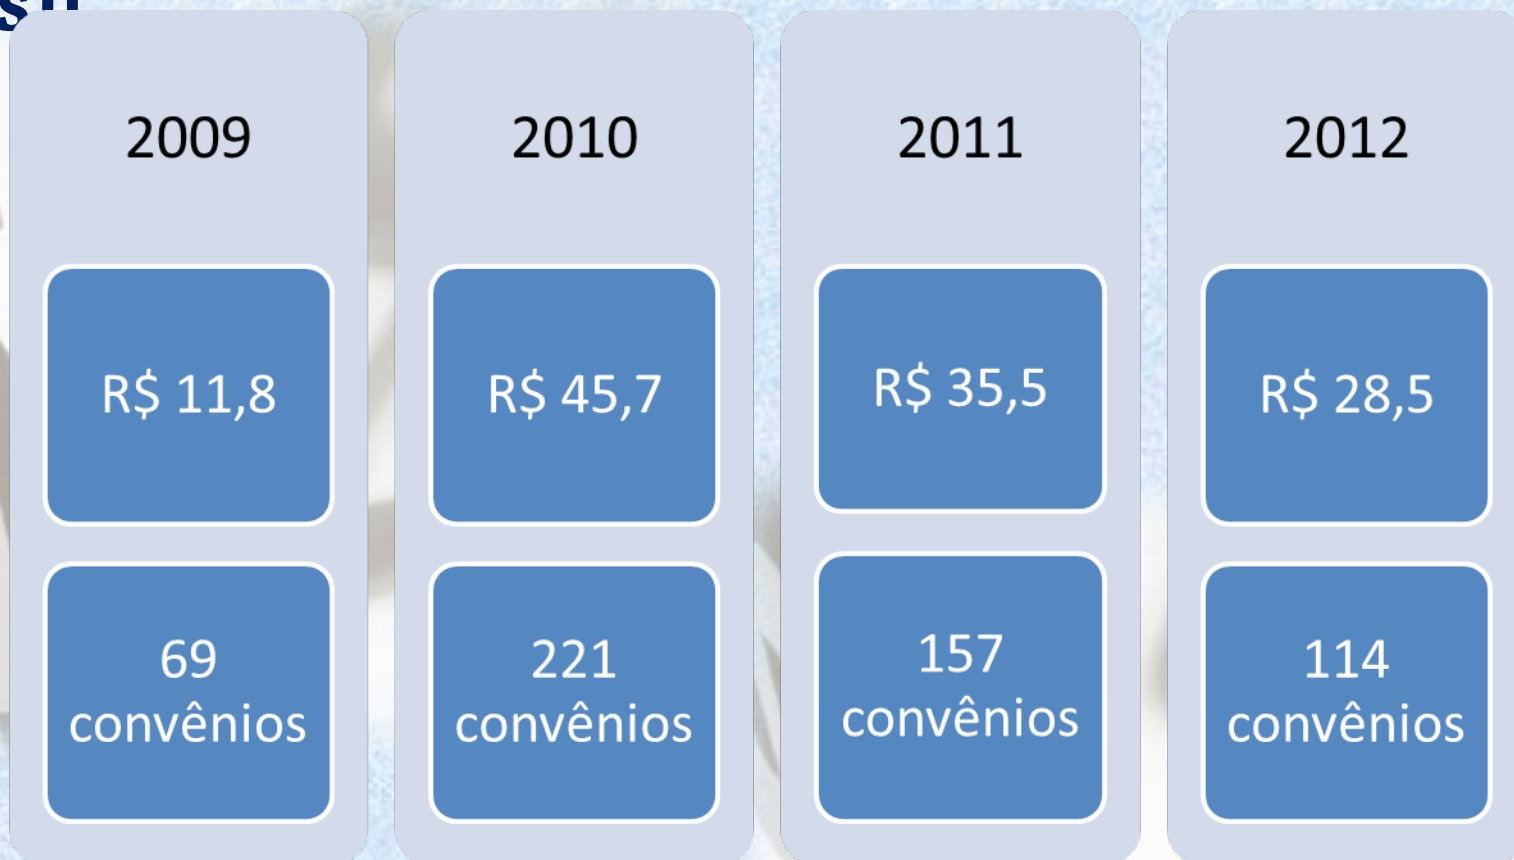 2009
R$ 11,8
69
convênios
2010
R$ 45,7
221
convênios
2011
R$ 35,5
157
convênios
2012
R$ 28,5
114
convênios